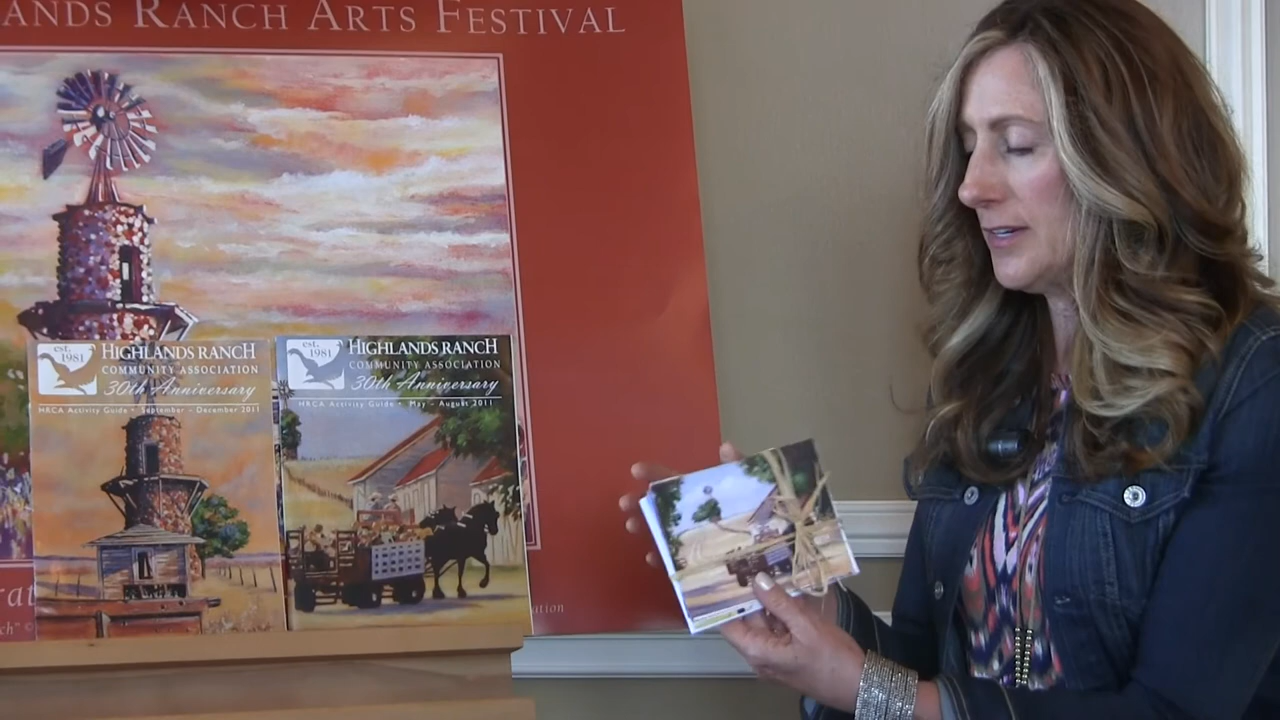 ANDS RANCH ARTS FESTIVAL
est.
1981
HIGHLANDS RANCH
COMMUNITY ASSOCIATION
30th Anniversary
HRCA Activity Guide • September – December 2011
est.
1981
HIGHLANDS RANCH
COMMUNITY ASSOCIATION
30th Anniversary
HRCA Activity Guide • May – August 2011